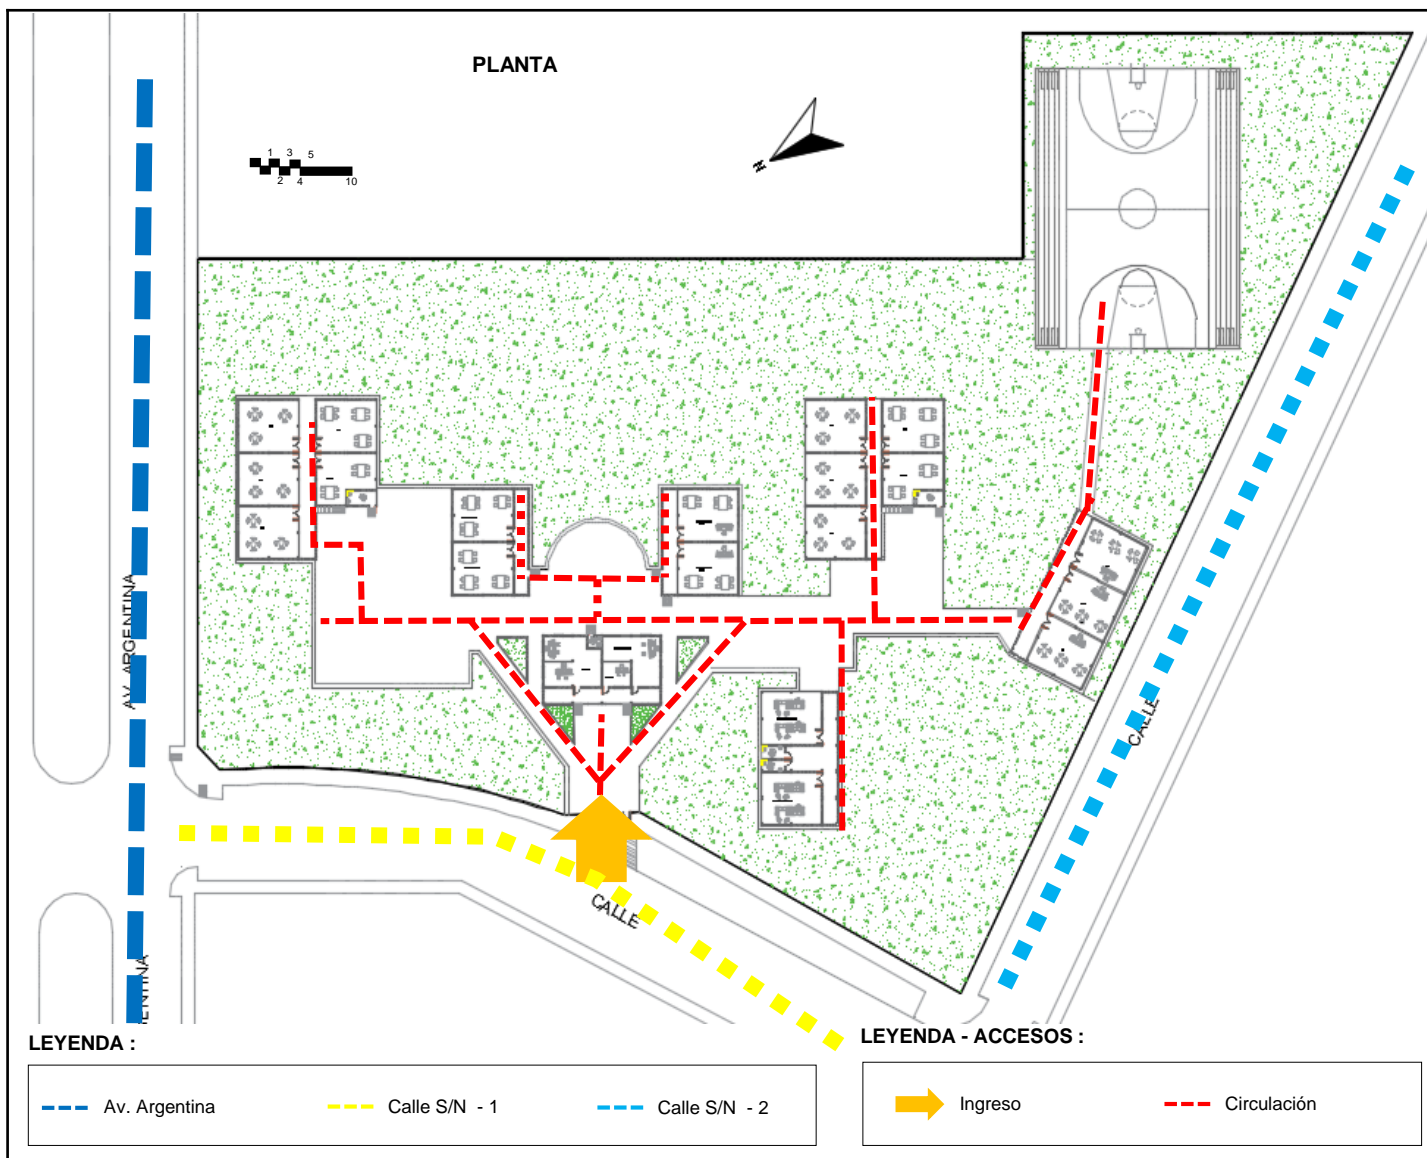 PLANTA
1 3 5
2 4 10
N
AV. ARGENTINA
CALLE
CALLE
ENTINA
LEYENDA :
Av. Argentina
Calle S/N - 1
Calle S/N - 2
LEYENDA - ACCESOS :
Ingreso
Circulación